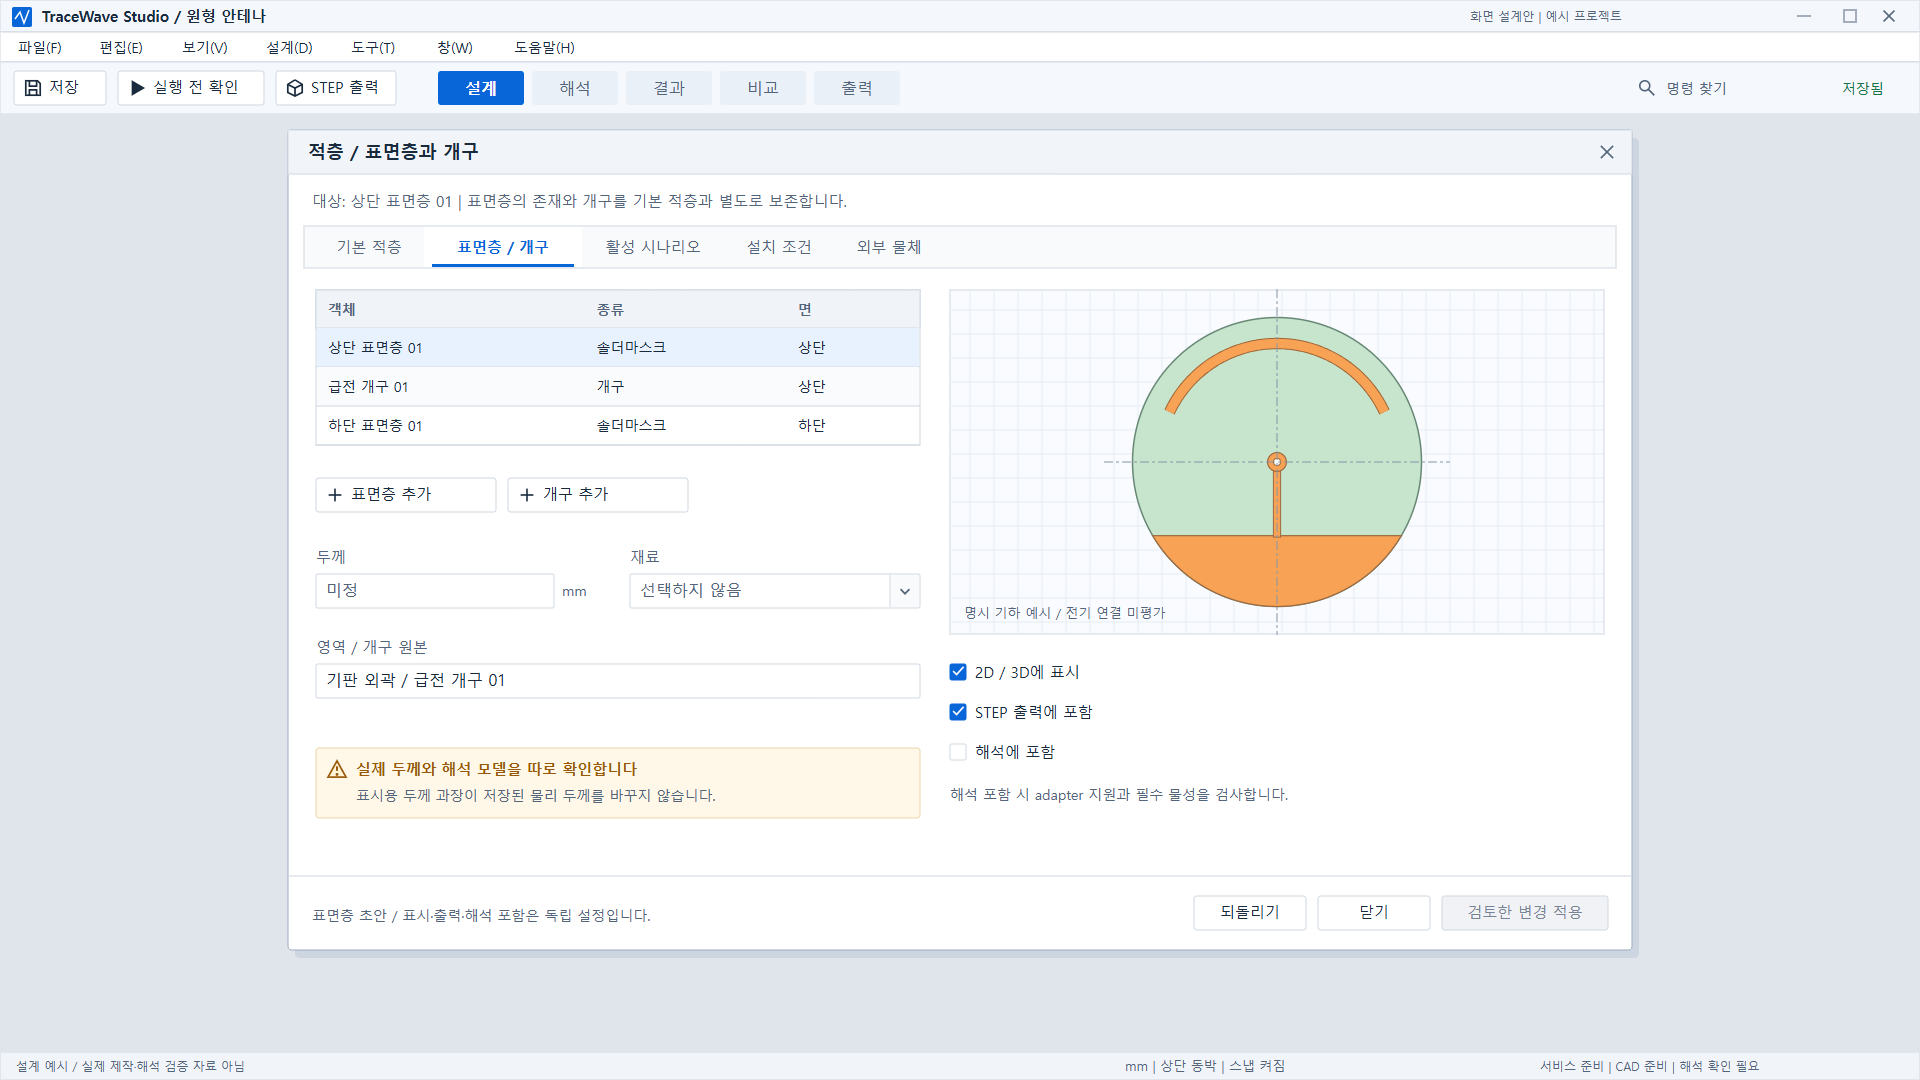 TraceWave Studio / 원형 안테나
화면 설계안 | 예시 프로젝트
파일(F) 편집(E) 보기(V) 설계(D) 도구(T) 창(W) 도움말(H)
저장 실행 전 확인 STEP 출력 설계 해석 결과 비교 출력 명령 찾기 저장됨
적층 / 표면층과 개구
대상: 상단 표면층 01 | 표면층의 존재와 개구를 기본 적층과 별도로 보존합니다.
기본 적층 표면층 / 개구 활성 시나리오 설치 조건 외부 물체
객체 종류 면
상단 표면층 01 솔더마스크 상단
급전 개구 01 개구 상단
하단 표면층 01 솔더마스크 하단
표면층 추가 개구 추가
두께 재료
미정 mm 선택하지 않음
영역 / 개구 원본
기판 외곽 / 급전 개구 01
실제 두께와 해석 모델을 따로 확인합니다
표시용 두께 과장이 저장된 물리 두께를 바꾸지 않습니다.
명시 기하 예시 / 전기 연결 미평가
2D / 3D에 표시
STEP 출력에 포함
해석에 포함
해석 포함 시 adapter 지원과 필수 물성을 검사합니다.
표면층 초안 / 표시·출력·해석 포함은 독립 설정입니다.
되돌리기 닫기 검토한 변경 적용
설계 예시 / 실제 제작·해석 검증 자료 아님
mm | 상단 동박 | 스냅 켜짐
서비스 준비 | CAD 준비 | 해석 확인 필요